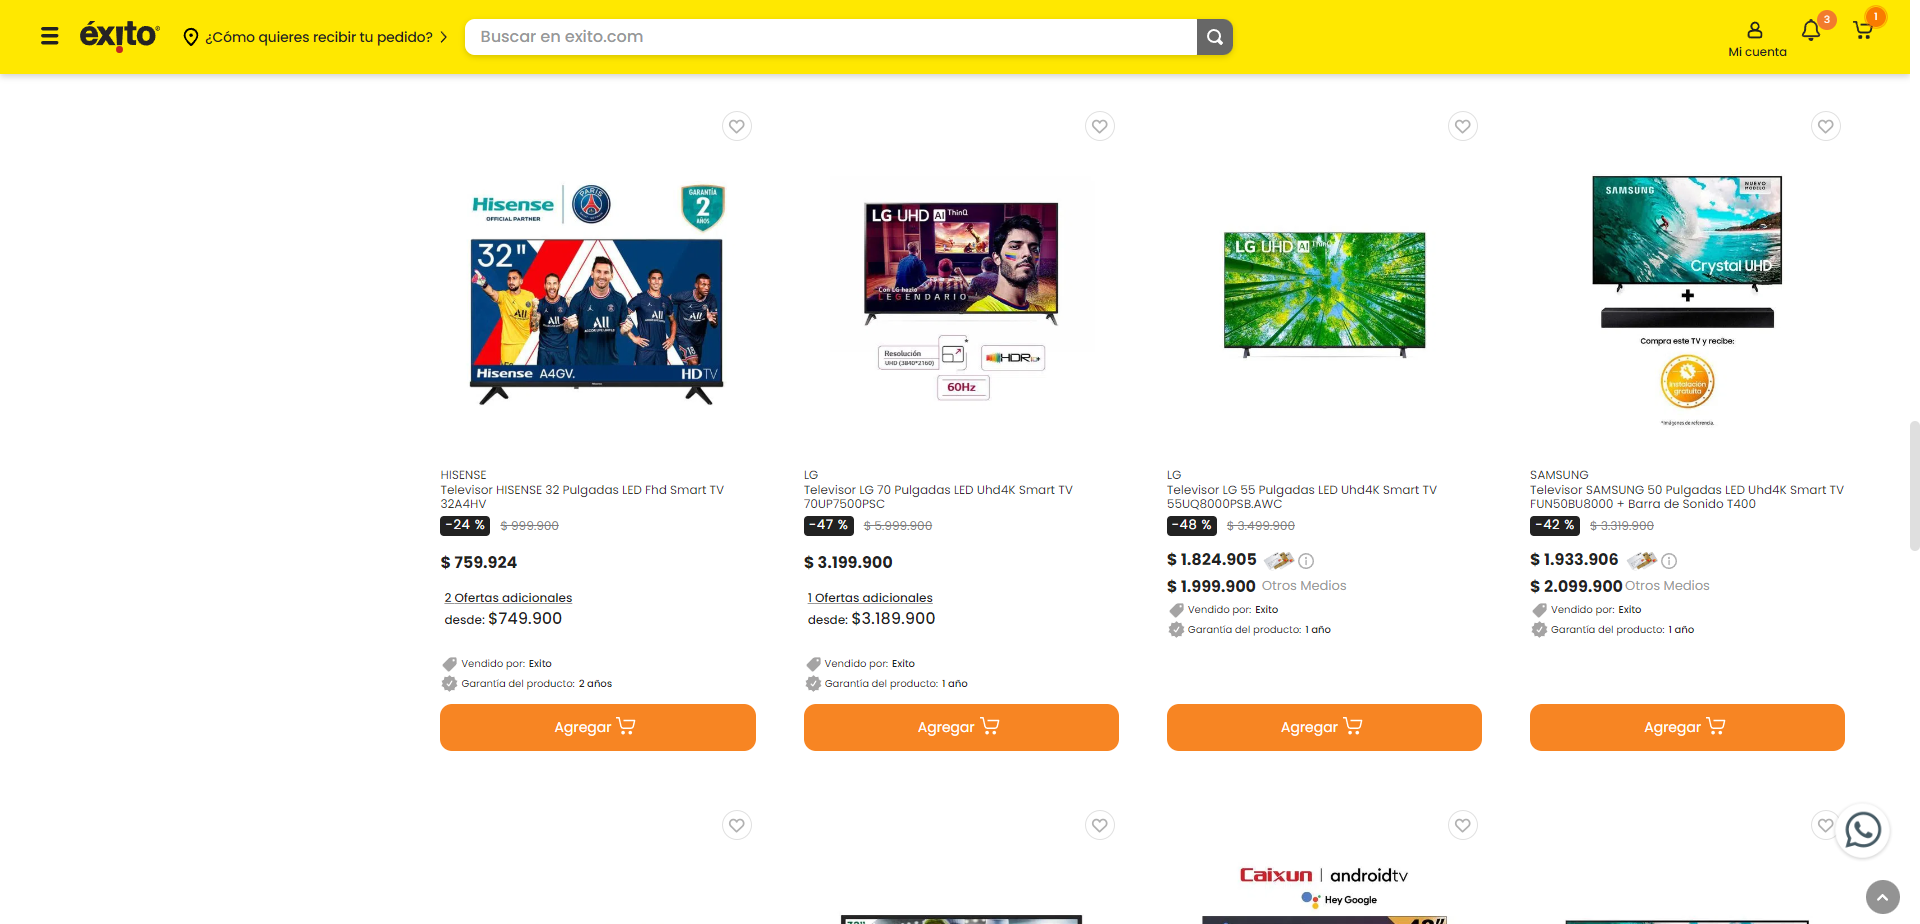 éxito
¿Cómo quieres recibir tu pedido?
Buscar en exito.com
Mi cuenta
3
1
Hisense
OFFICIAL PARTNER
PARIS
GARANTÍA
2
AÑOS
32"
Hisense A4GV.
HDTV
LG UHD AI ThinQ
Con LG hazlo
LEGENDARIO
Resolución
UHD (3840*2160)
HDR10+
60Hz
LG UHD AI ThinQ
SAMSUNG
NUEVO
MODELO
Crystal UHD
+
Compra este TV y recibe:
Instalación
gratuita
*Imágenes de referencia.
HISENSE
Televisor HISENSE 32 Pulgadas LED Fhd Smart TV
32A4HV
-24 % $ 999.900
$ 759.924
2 Ofertas adicionales
desde: $749.900
Vendido por: Exito
Garantía del producto: 2 años
Agregar
LG
Televisor LG 70 Pulgadas LED Uhd4K Smart TV
70UP7500PSC
-47 % $ 5.999.900
$ 3.199.900
1 Ofertas adicionales
desde: $3.189.900
Vendido por: Exito
Garantía del producto: 1 año
Agregar
LG
Televisor LG 55 Pulgadas LED Uhd4K Smart TV
55UQ8000PSB.AWC
-48 % $ 3.499.900
$ 1.824.905
$ 1.999.900 Otros Medios
Vendido por: Exito
Garantía del producto: 1 año
Agregar
SAMSUNG
Televisor SAMSUNG 50 Pulgadas LED Uhd4K Smart TV
FUN50BU8000 + Barra de Sonido T400
-42 % $ 3.319.900
$ 1.933.906
$ 2.099.900 Otros Medios
Vendido por: Exito
Garantía del producto: 1 año
Agregar
Caixun | androidtv
Hey Google